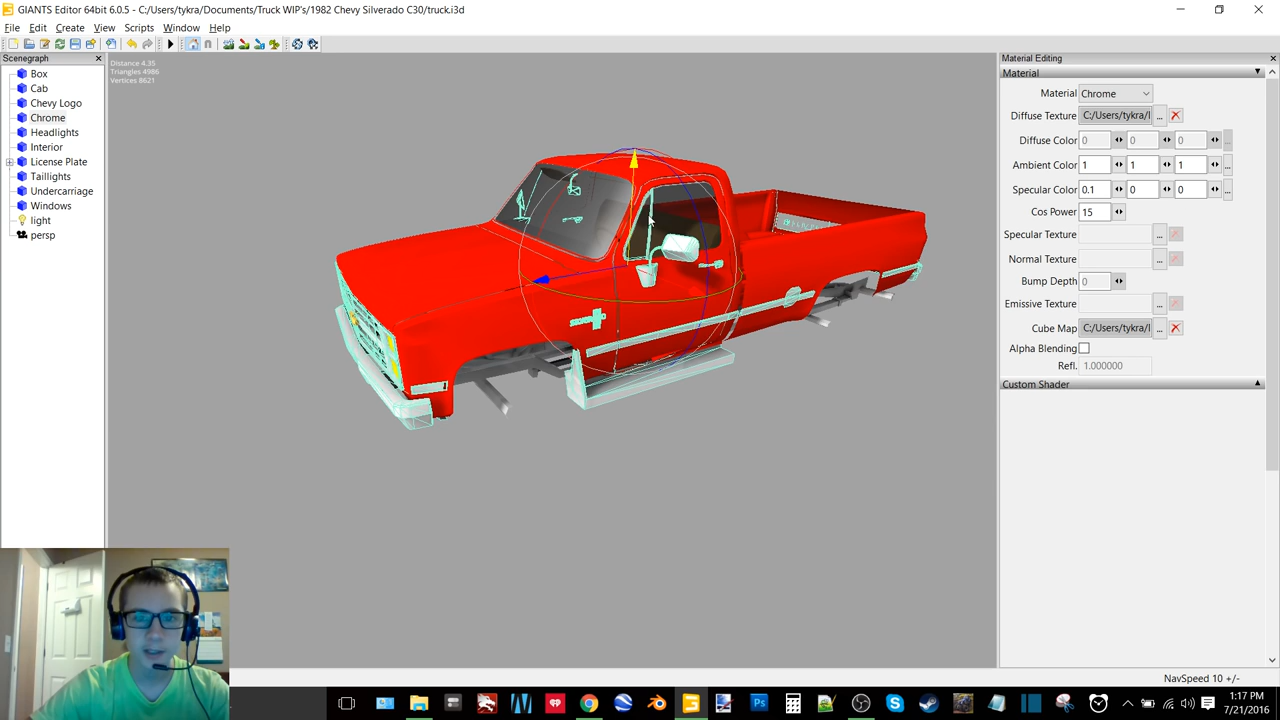 GIANTS Editor 64bit 6.0.5 - C:/Users/tykra/Documents/Truck WIP's/1982 Chevy Silverado C30/truck.i3d
File Edit Create View Scripts Window Help
Scenegraph
Box
Cab
Chevy Logo
Chrome
Headlights
Interior
License Plate
Taillights
Undercarriage
Windows
light
persp
Distance 4.35
Triangles 4986
Vertices 8621
Material Editing
Material
Material Chrome
Diffuse Texture C:/Users/tykra/I ...
Diffuse Color 0 0 0 ...
Ambient Color 1 1 1 ...
Specular Color 0.1 0 0 ...
Cos Power 15
Specular Texture ...
Normal Texture ...
Bump Depth 0
Emissive Texture ...
Cube Map C:/Users/tykra/I ...
Alpha Blending
Refl. 1.000000
Custom Shader
NavSpeed 10 +/-
1:17 PM
7/21/2016